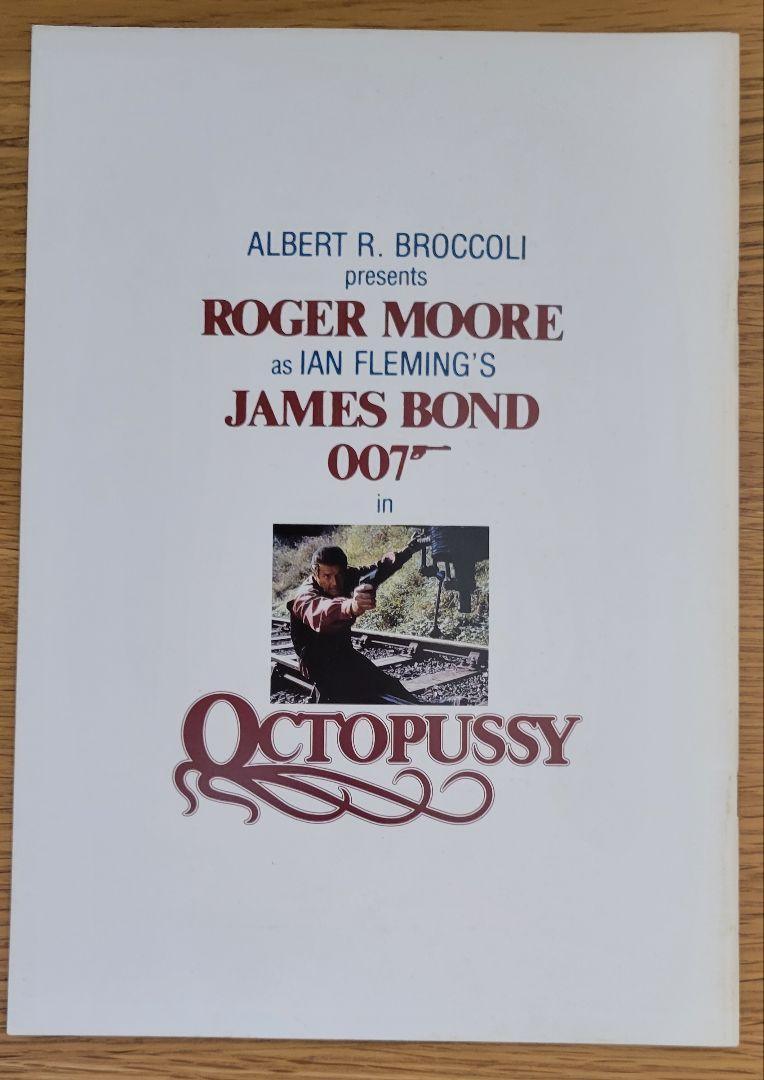 ALBERT R. BROCCOLI
presents
ROGER MOORE
as IAN FLEMING'S
JAMES BOND
007
in
OCTOPUSSY